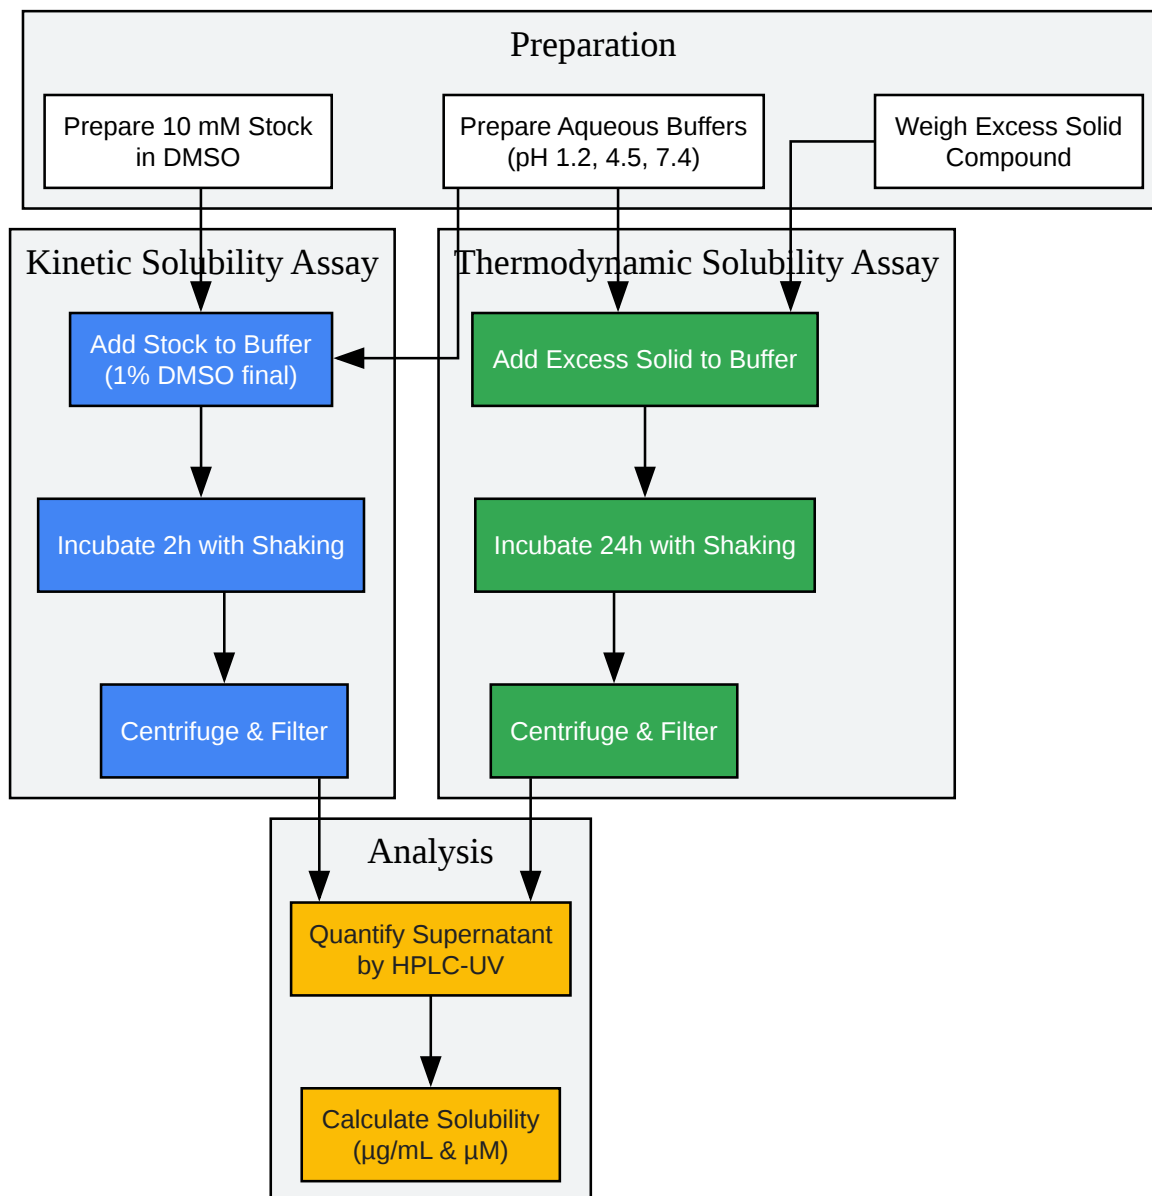 Preparation
Prepare 10 mM Stock
in DMSO
Prepare Aqueous Buffers
(pH 1.2, 4.5, 7.4)
Weigh Excess Solid
Compound
Kinetic Solubility Assay
Add Stock to Buffer
(1% DMSO final)
Incubate 2h with Shaking
Centrifuge & Filter
Thermodynamic Solubility Assay
Add Excess Solid to Buffer
Incubate 24h with Shaking
Centrifuge & Filter
Analysis
Quantify Supernatant
by HPLC-UV
Calculate Solubility
(µg/mL & µM)